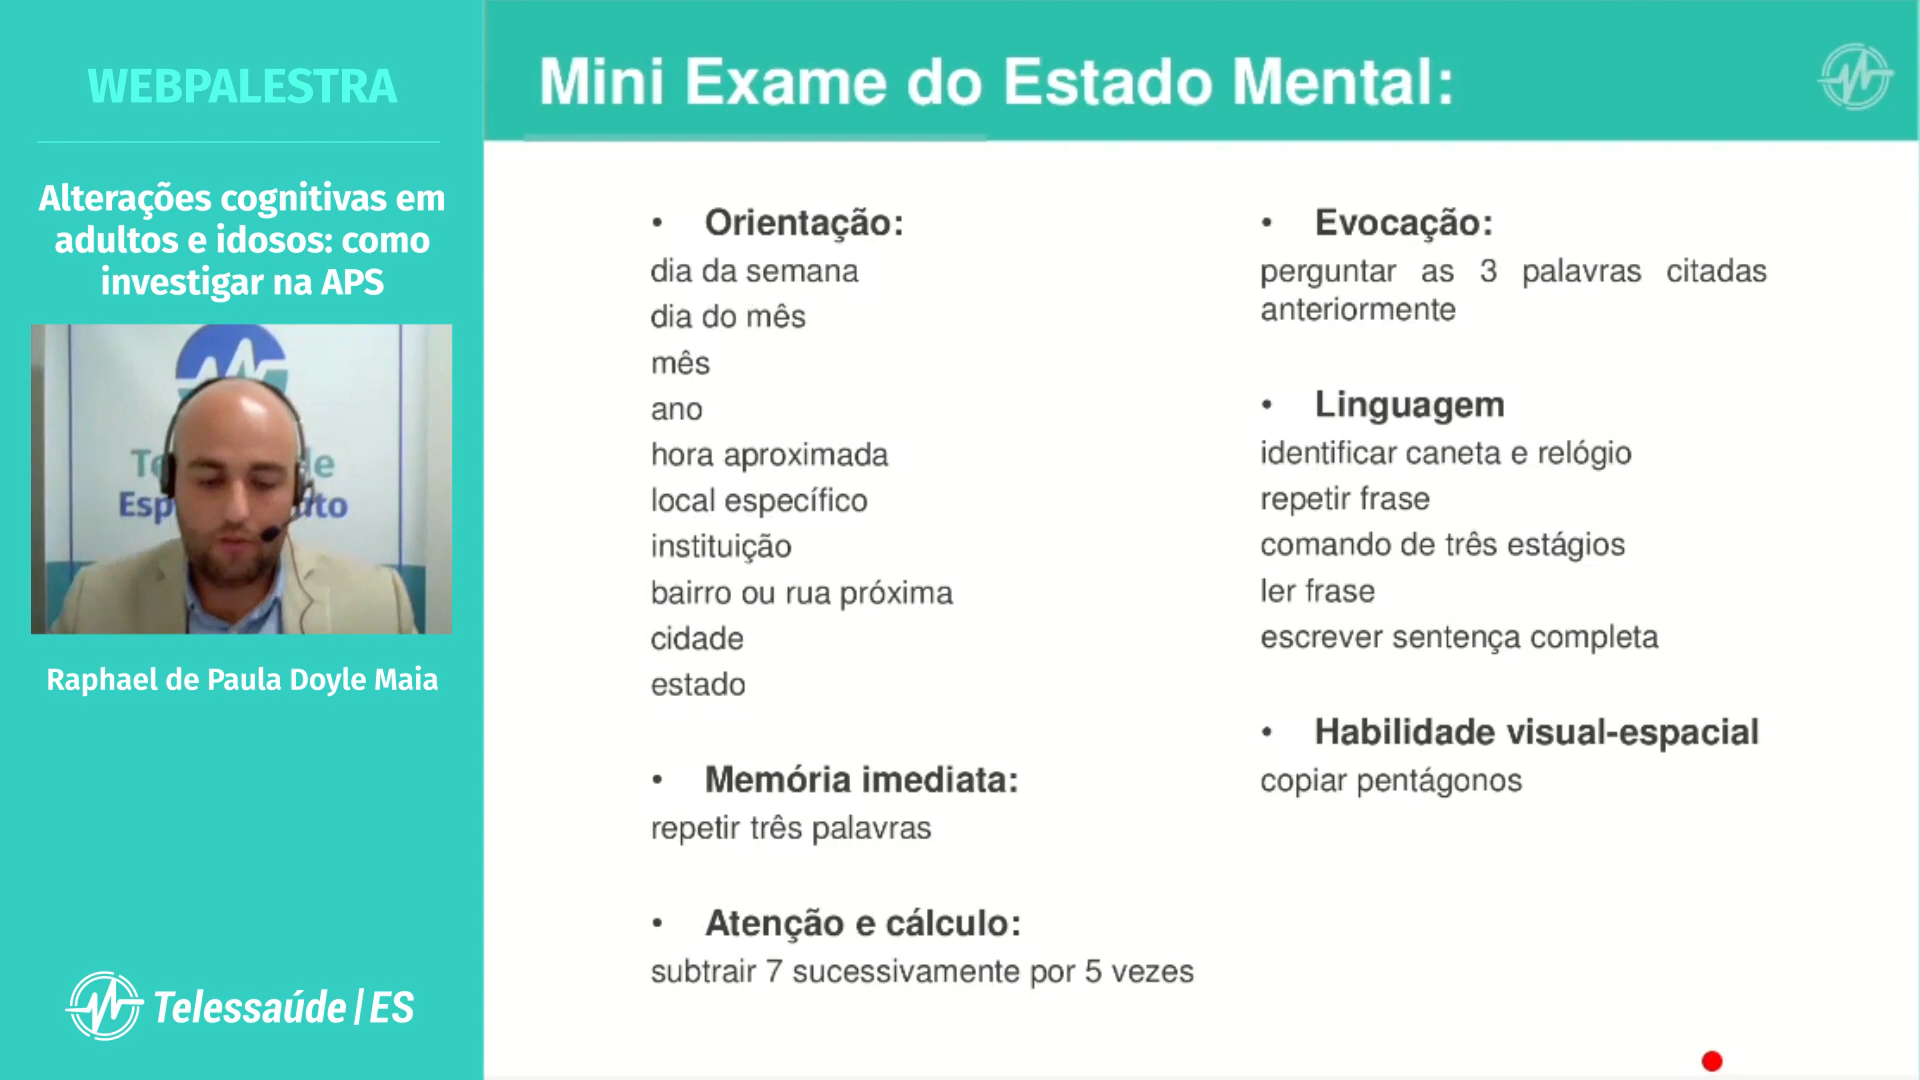 WEBPALESTRA
Alterações cognitivas em
adultos e idosos: como
investigar na APS
Raphael de Paula Doyle Maia
Telessaúde|ES
Mini Exame do Estado Mental:
• Orientação:
dia da semana
dia do mês
mês
ano
hora aproximada
local específico
instituição
bairro ou rua próxima
cidade
estado
• Memória imediata:
repetir três palavras
• Atenção e cálculo:
subtrair 7 sucessivamente por 5 vezes
• Evocação:
perguntar as 3 palavras citadas
anteriormente
• Linguagem
identificar caneta e relógio
repetir frase
comando de três estágios
ler frase
escrever sentença completa
• Habilidade visual-espacial
copiar pentágonos